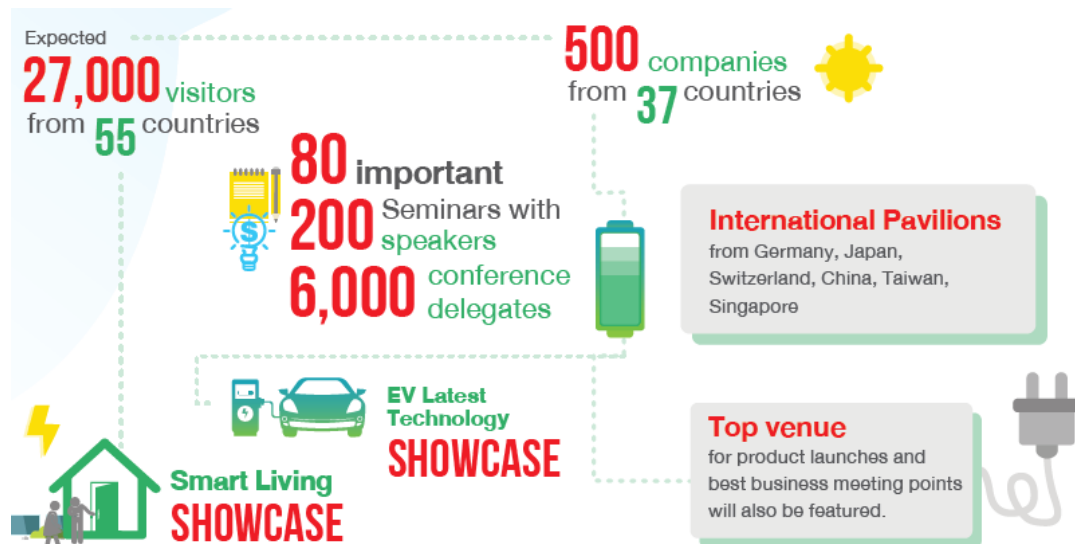 Expected
27,000 visitors
from 55 countries
500 companies
from 37 countries
80 important
200 Seminars with
speakers
6,000 conference
delegates
$
International Pavilions
from Germany, Japan,
Switzerland, China, Taiwan,
Singapore
EV Latest
Technology
SHOWCASE
Top venue
for product launches and
best business meeting points
will also be featured.
Smart Living
SHOWCASE